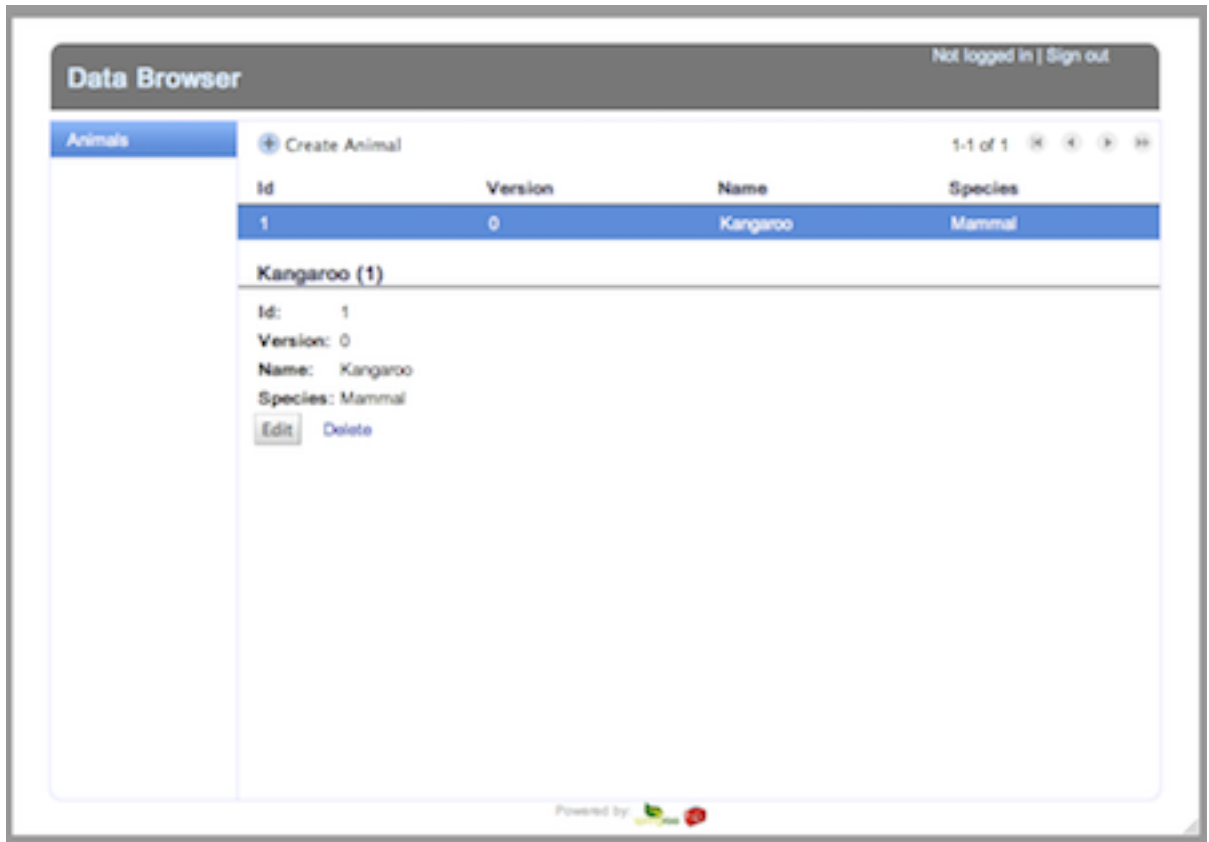 Not logged in | Sign out
Data Browser
Animals
Create Animal
1-1 of 1
Id Version Name Species
1 0 Kangaroo Mammal
Kangaroo (1)
Id: 1
Version: 0
Name: Kangaroo
Species: Mammal
Edit Delete
Powered by: